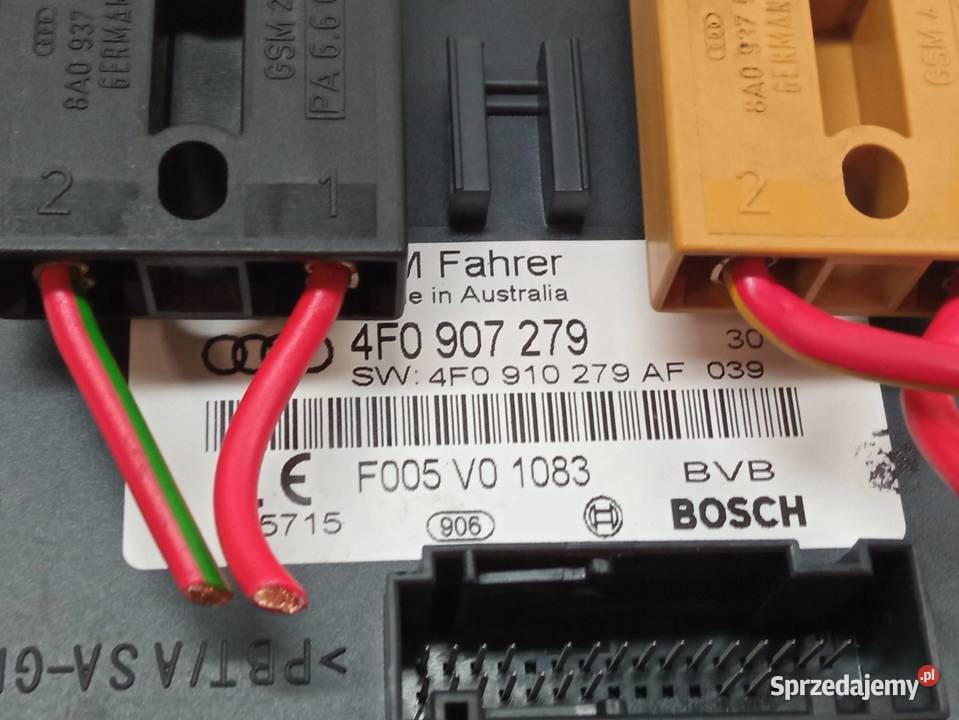 8A0 937
GERMAN
GSM 2
PA 6.6
2
1
8A0 937
GERMAN
GSM 4
2
M Fahrer
e in Australia
4F0 907 279
30
SW: 4F0 910 279 AF 039
F005 V0 1083
BVB
CE
5715
906
BOSCH
>PBT/ASA-G
Sprzedajemy.pl